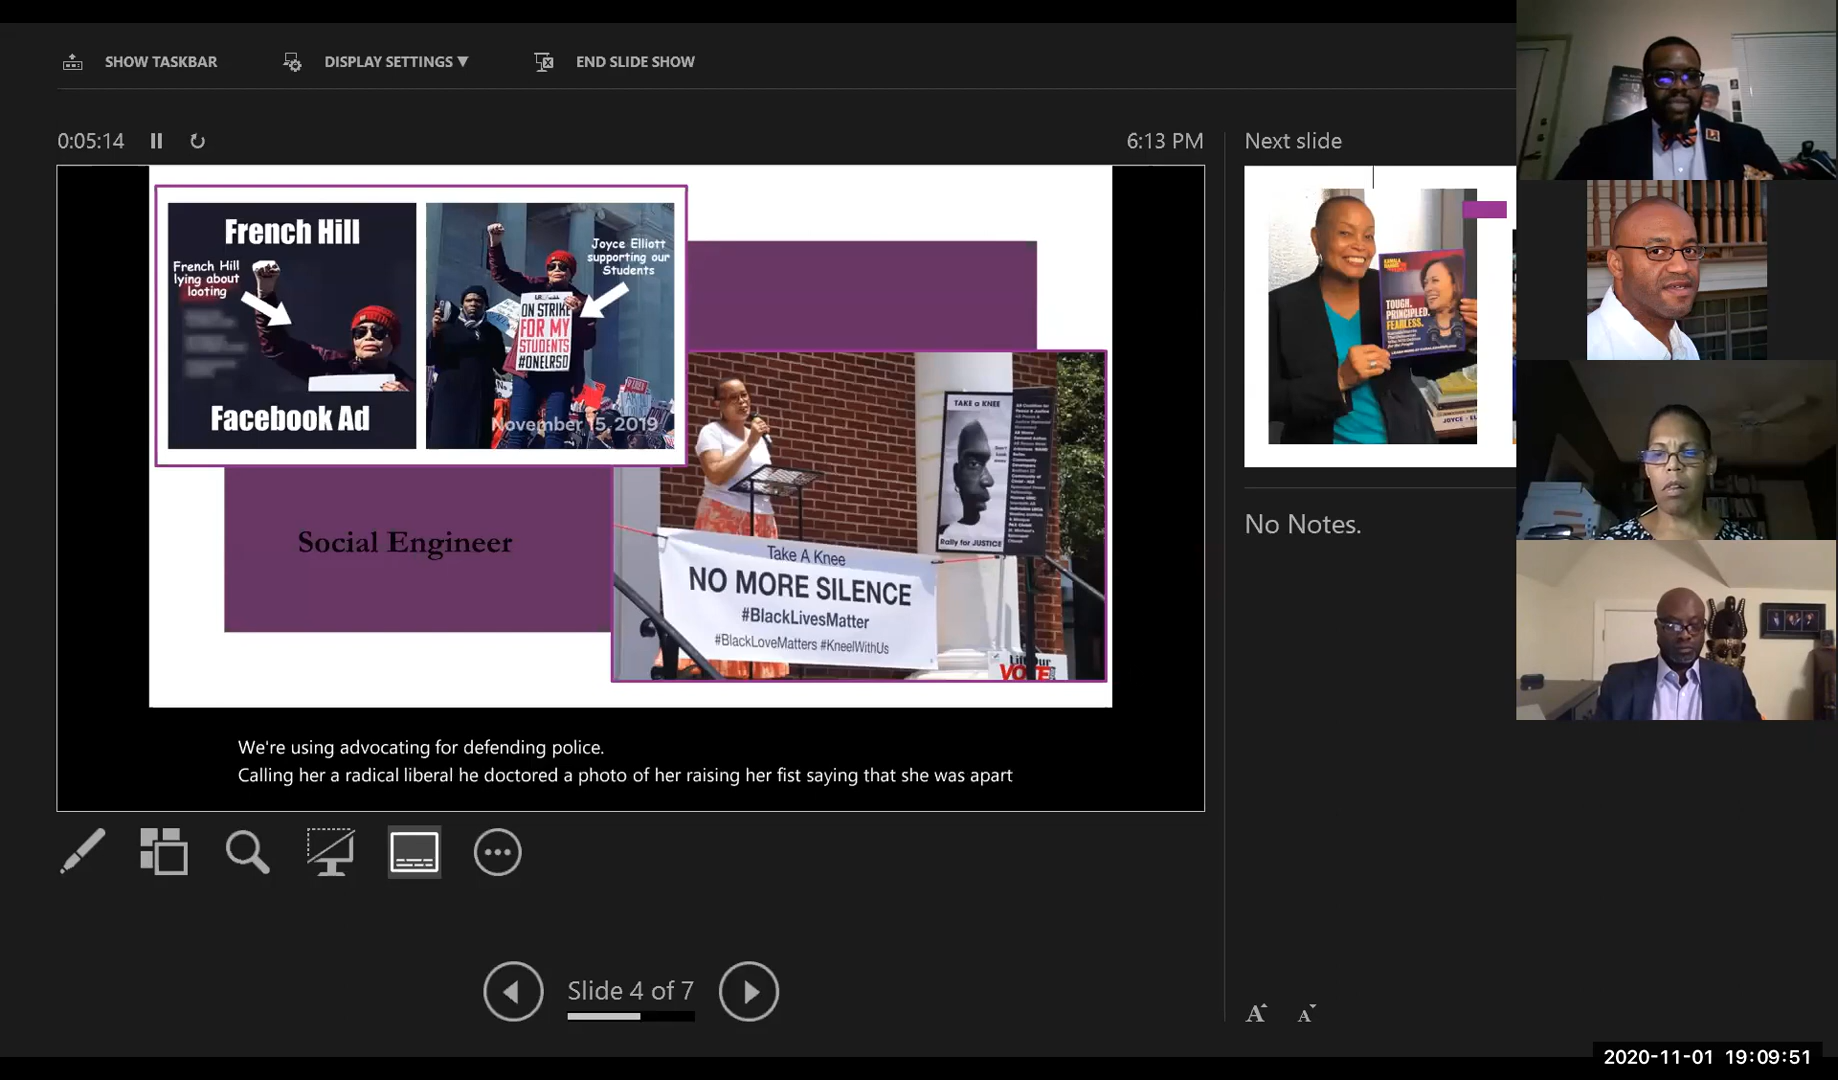 SHOW TASKBAR
DISPLAY SETTINGS ▼
END SLIDE SHOW
0:05:14
6:13 PM
Next slide
French Hill
French Hill
lying about
looting
Facebook Ad
Joyce Elliott
supporting our
Students
ON STRIKE
FOR MY
STUDENTS
#ONELRSD
November 15, 2019
Social Engineer
TAKE A KNEE
Rally for JUSTICE
Take A Knee
NO MORE SILENCE
#BlackLivesMatter
#BlackLoveMatters #KneelWithUs
VOTE
TOUGH.
PRINCIPLED.
FEARLESS.
No Notes.
We're using advocating for defending police.
Calling her a radical liberal he doctored a photo of her raising her fist saying that she was apart
Slide 4 of 7
2020-11-01 19:09:51